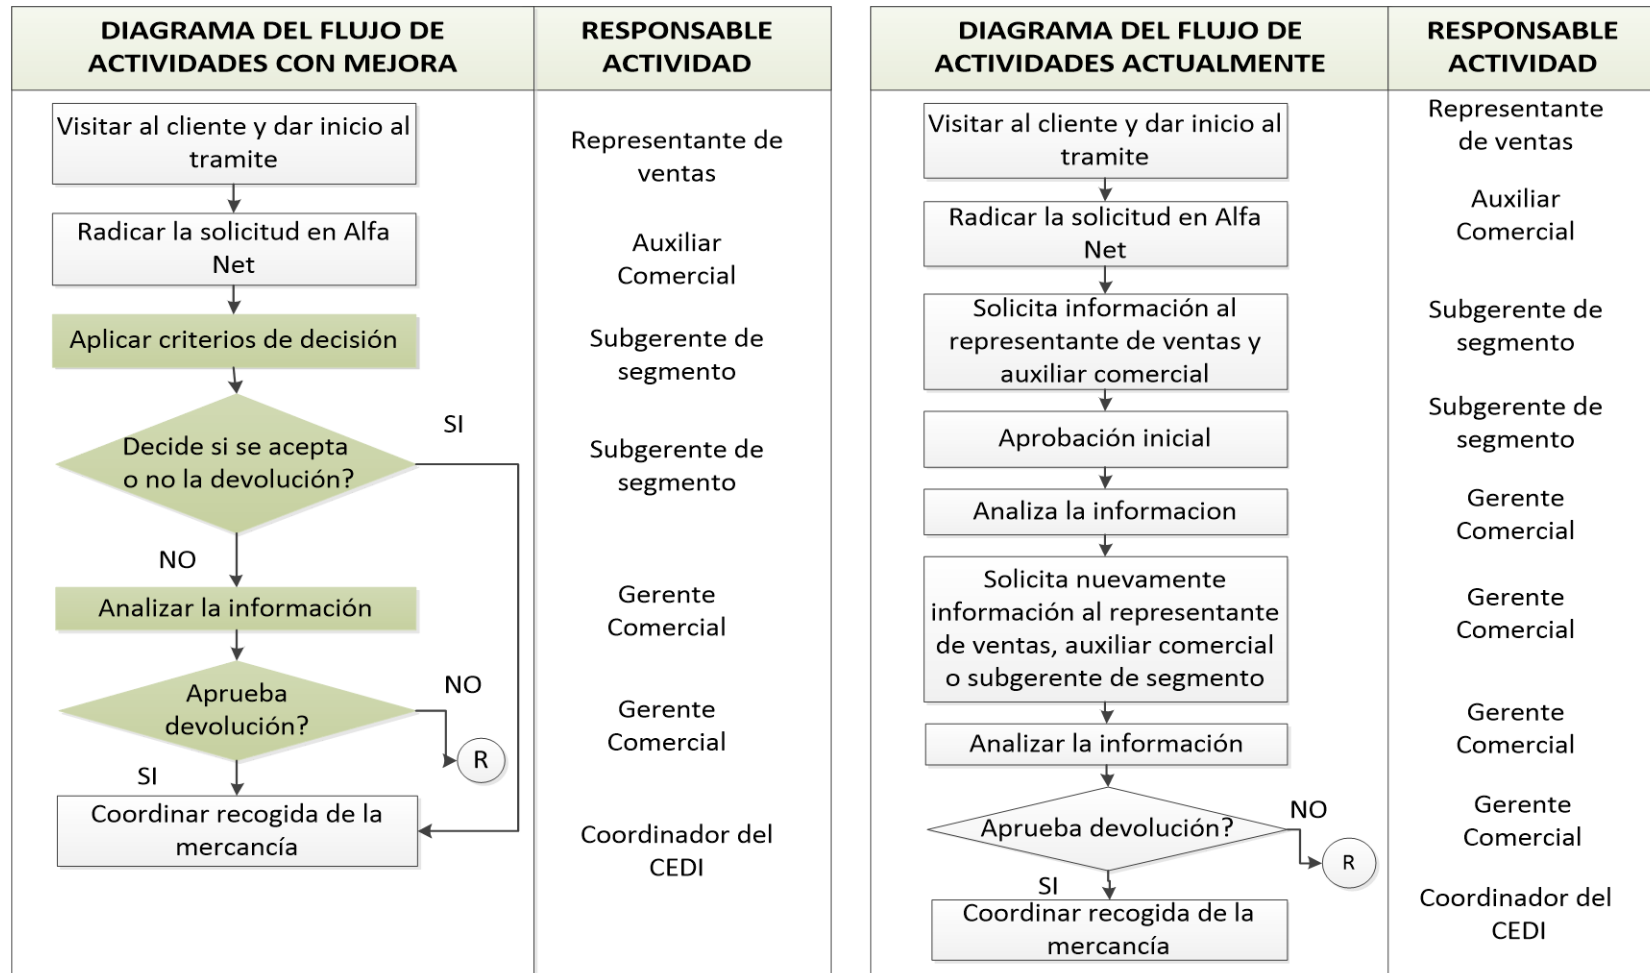 DIAGRAMA DEL FLUJO DE
ACTIVIDADES CON MEJORA
RESPONSABLE
ACTIVIDAD
Visitar al cliente y dar inicio al
tramite
Representante de
ventas
Radicar la solicitud en Alfa
Net
Auxiliar
Comercial
Aplicar criterios de decisión
Subgerente de
segmento
Decide si se acepta
o no la devolución?
SI
NO
Subgerente de
segmento
Analizar la información
Gerente
Comercial
Aprueba
devolución?
NO
R
SI
Gerente
Comercial
Coordinar recogida de la
mercancía
Coordinador del
CEDI
DIAGRAMA DEL FLUJO DE
ACTIVIDADES ACTUALMENTE
RESPONSABLE
ACTIVIDAD
Visitar al cliente y dar inicio al
tramite
Representante
de ventas
Radicar la solicitud en Alfa
Net
Auxiliar
Comercial
Solicita información al
representante de ventas y
auxiliar comercial
Subgerente de
segmento
Aprobación inicial
Subgerente de
segmento
Analiza la informacion
Gerente
Comercial
Solicita nuevamente
información al representante
de ventas, auxiliar comercial
o subgerente de segmento
Gerente
Comercial
Analizar la información
Gerente
Comercial
Aprueba devolución?
NO
R
SI
Gerente
Comercial
Coordinar recogida de la
mercancía
Coordinador del
CEDI